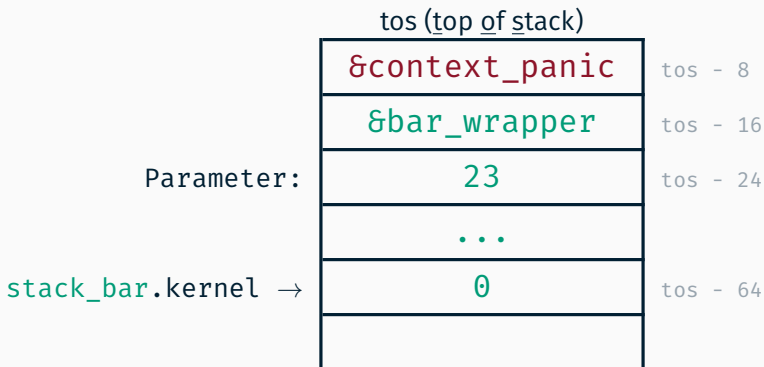 tos (top of stack)
&context_panic tos - 8
&bar_wrapper tos - 16
Parameter: 23 tos - 24
...
stack_bar.kernel → 0 tos - 64